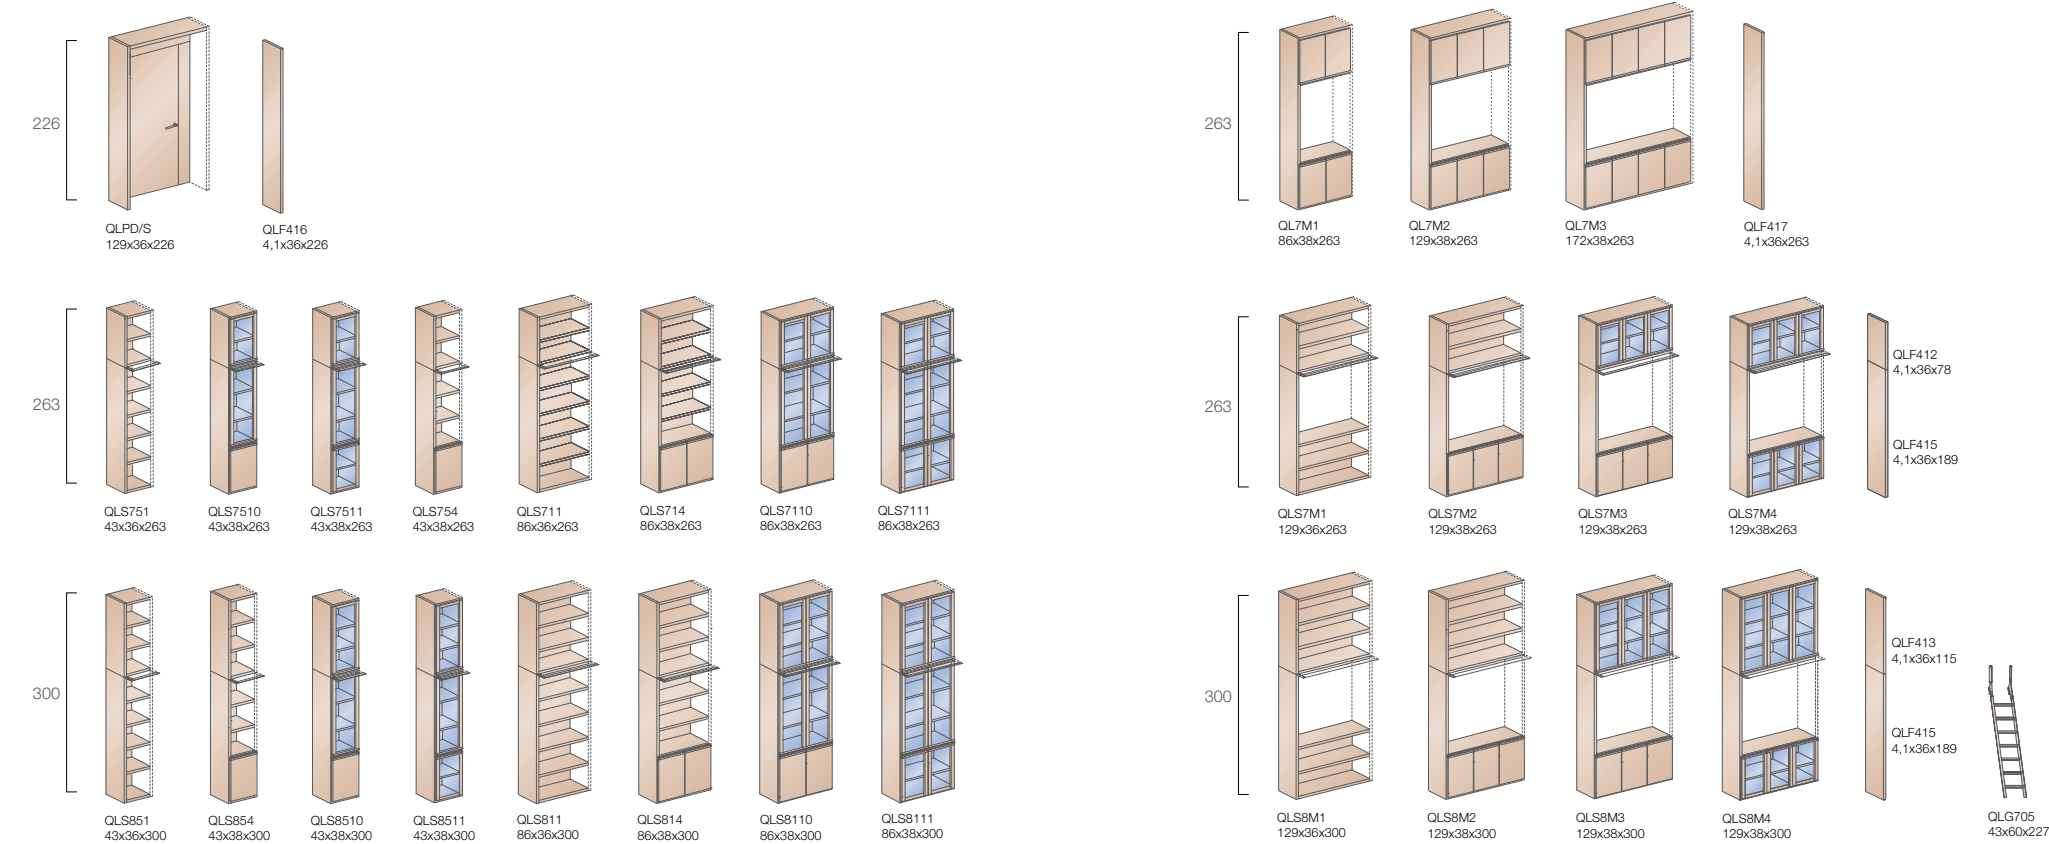 226
QLPD/S
129x36x226
QLF416
4,1x36x226
263
QL7M1
86x38x263
QL7M2
129x38x263
QL7M3
172x38x263
QLF417
4,1x36x263
263
QLS751
43x36x263
QLS7510
43x38x263
QLS7511
43x38x263
QLS754
43x38x263
QLS711
86x36x263
QLS714
86x38x263
QLS7110
86x38x263
QLS7111
86x38x263
263
QLS7M1
129x36x263
QLS7M2
129x38x263
QLS7M3
129x38x263
QLS7M4
129x38x263
QLF412
4,1x36x78
QLF415
4,1x36x189
300
QLS851
43x36x300
QLS854
43x38x300
QLS8510
43x38x300
QLS8511
43x38x300
QLS811
86x36x300
QLS814
86x38x300
QLS8110
86x38x300
QLS8111
86x38x300
300
QLS8M1
129x36x300
QLS8M2
129x38x300
QLS8M3
129x38x300
QLS8M4
129x38x300
QLF413
4,1x36x115
QLF415
4,1x36x189
QLG705
43x60x227